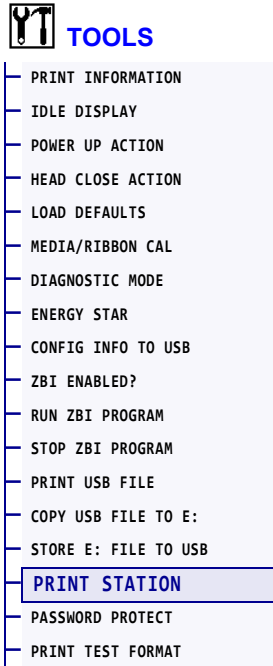 TOOLS
PRINT INFORMATION
IDLE DISPLAY
POWER UP ACTION
HEAD CLOSE ACTION
LOAD DEFAULTS
MEDIA/RIBBON CAL
DIAGNOSTIC MODE
ENERGY STAR
CONFIG INFO TO USB
ZBI ENABLED?
RUN ZBI PROGRAM
STOP ZBI PROGRAM
PRINT USB FILE
COPY USB FILE TO E:
STORE E: FILE TO USB
PRINT STATION
PASSWORD PROTECT
PRINT TEST FORMAT